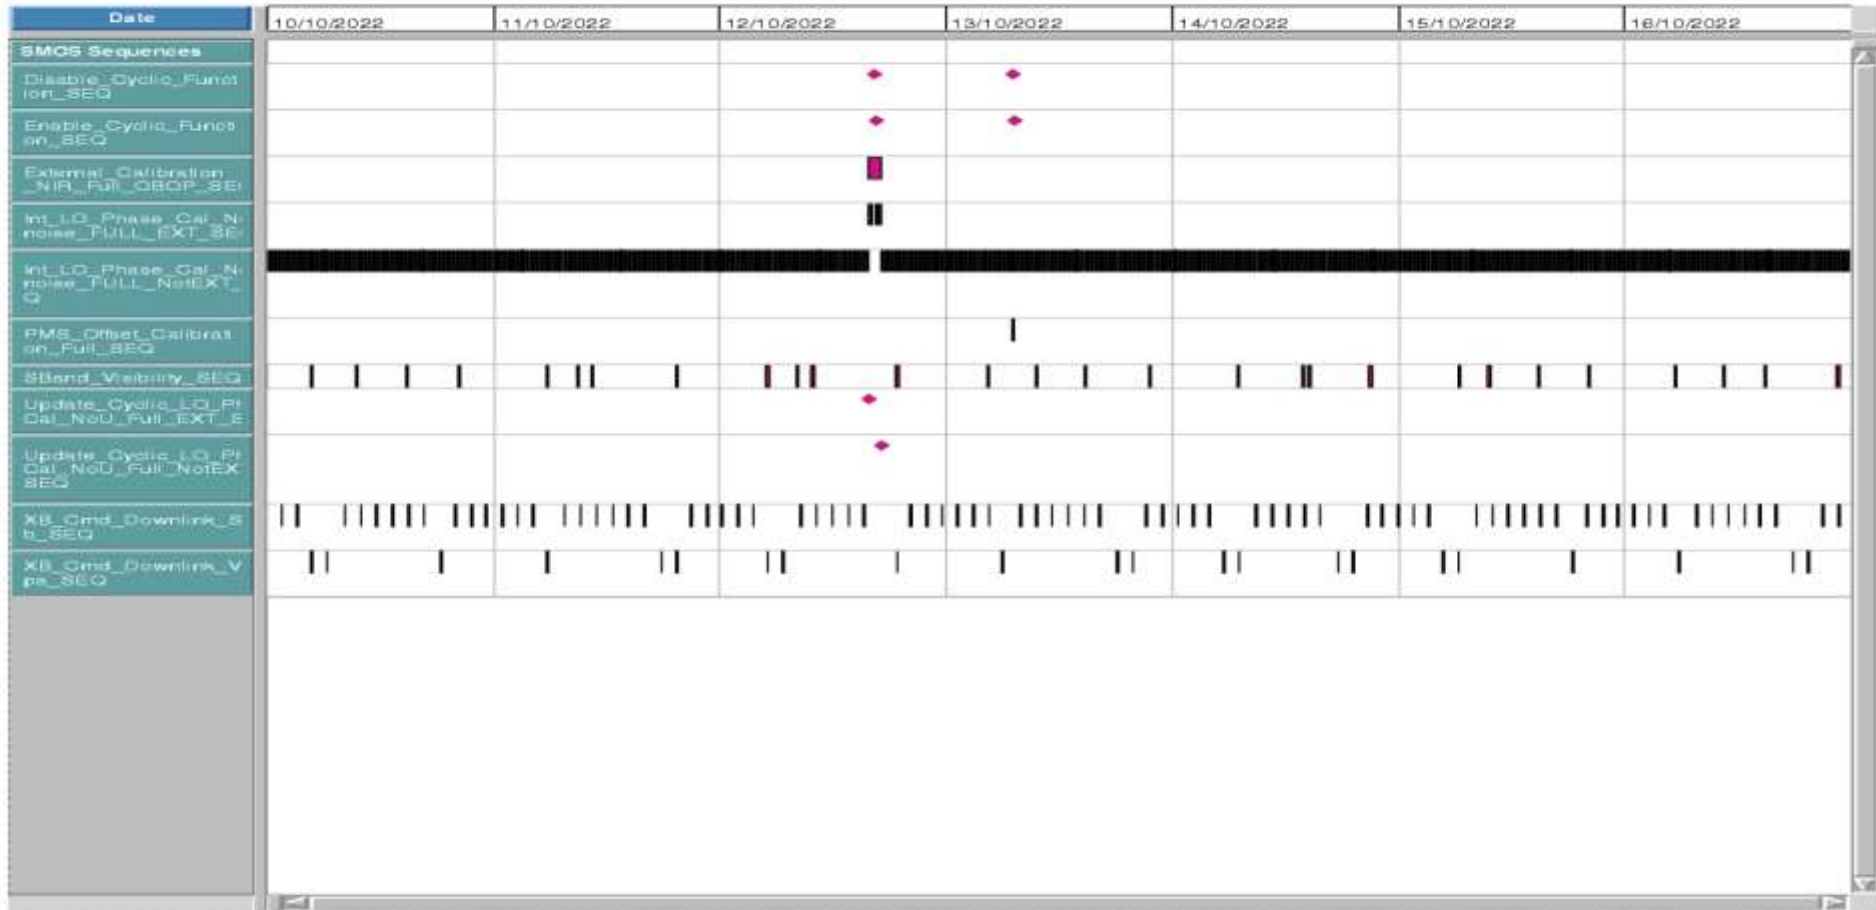 Date
10/10/2022
11/10/2022
12/10/2022
13/10/2022
14/10/2022
15/10/2022
16/10/2022
SMOS Sequences
Disable_Cyclic_Funct
ion_SEQ
Enable_Cyclic_Functi
on_SEQ
External_Calibration
_NIR_Full_OBOP_SE
Int_LO_Phase_Cal_N
noise_FULL_EXT_SE
Int_LO_Phase_Cal_N
noise_FULL_NotEXT_
Q
PMS_Offset_Calibrati
on_Full_SEQ
SBand_Visibility_SEQ
Update_Cyclic_LO_Pl
Cal_NoU_Full_EXT_S
Update_Cyclic_LO_Pl
Cal_NoU_Full_NotEX
SEQ
XB_Cmd_Downlink_S
b_SEQ
XB_Cmd_Downlink_V
pa_SEQ